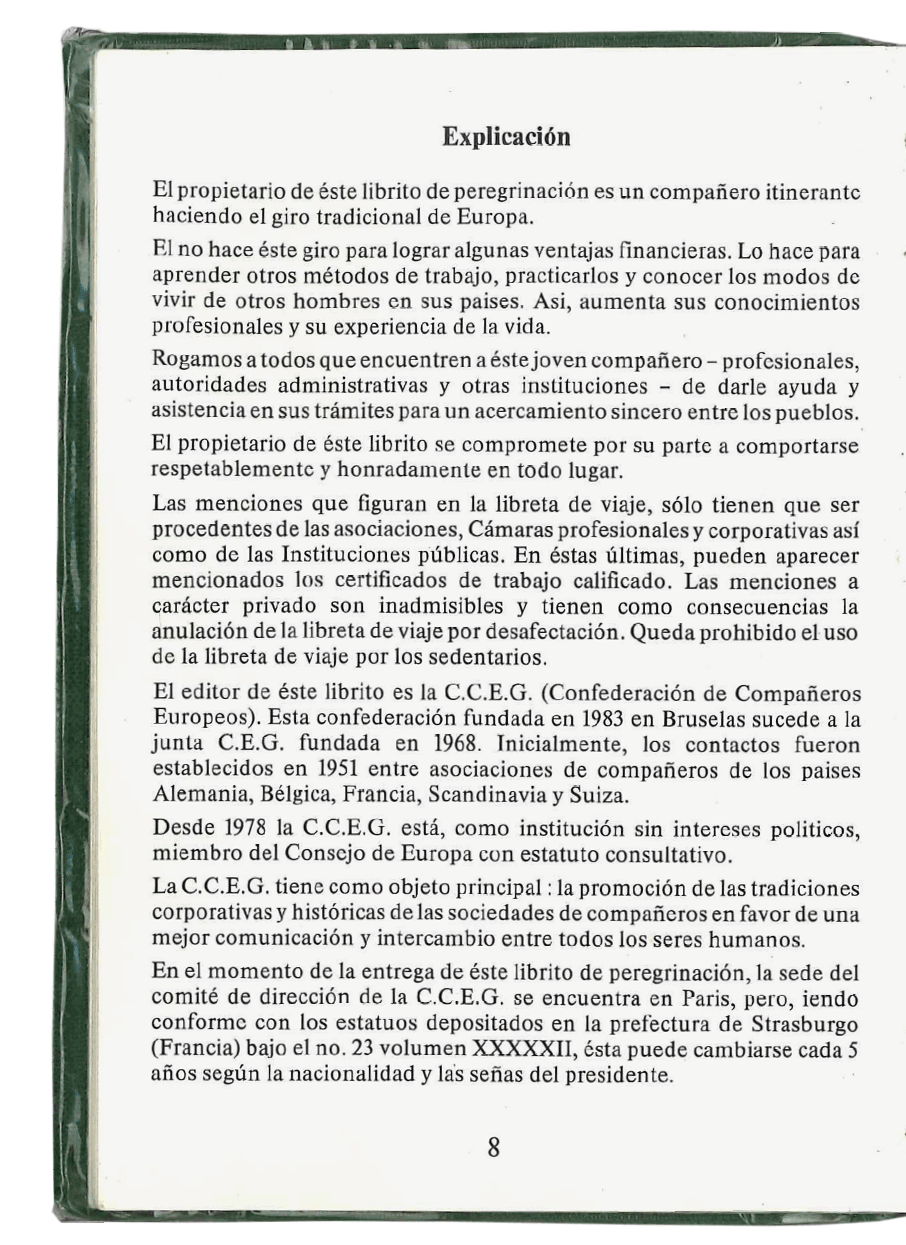 Explicación
El propietario de éste librito de peregrinación es un compañero itinerante
haciendo el giro tradicional de Europa.
El no hace éste giro para lograr algunas ventajas financieras. Lo hace para
aprender otros métodos de trabajo, practicarlos y conocer los modos de
vivir de otros hombres en sus paises. Asi, aumenta sus conocimientos
profesionales y su experiencia de la vida.
Rogamos a todos que encuentren a éste joven compañero – profesionales,
autoridades administrativas y otras instituciones – de darle ayuda y
asistencia en sus trámites para un acercamiento sincero entre los pueblos.
El propietario de éste librito se compromete por su parte a comportarse
respetablemente y honradamente en todo lugar.
Las menciones que figuran en la libreta de viaje, sólo tienen que ser
procedentes de las asociaciones, Cámaras profesionales y corporativas así
como de las Instituciones públicas. En éstas últimas, pueden aparecer
mencionados los certificados de trabajo calificado. Las menciones a
carácter privado son inadmisibles y tienen como consecuencias la
anulación de la libreta de viaje por desafectación. Queda prohibido el uso
de la libreta de viaje por los sedentarios.
El editor de éste librito es la C.C.E.G. (Confederación de Compañeros
Europeos). Esta confederación fundada en 1983 en Bruselas sucede a la
junta C.E.G. fundada en 1968. Inicialmente, los contactos fueron
establecidos en 1951 entre asociaciones de compañeros de los paises
Alemania, Bélgica, Francia, Scandinavia y Suiza.
Desde 1978 la C.C.E.G. está, como institución sin intereses politicos,
miembro del Consejo de Europa con estatuto consultativo.
La C.C.E.G. tiene como objeto principal : la promoción de las tradiciones
corporativas y históricas de las sociedades de compañeros en favor de una
mejor comunicación y intercambio entre todos los seres humanos.
En el momento de la entrega de éste librito de peregrinación, la sede del
comité de dirección de la C.C.E.G. se encuentra en Paris, pero, iendo
conforme con los estatuos depositados en la prefectura de Strasburgo
(Francia) bajo el no. 23 volumen XXXXXII, ésta puede cambiarse cada 5
años según la nacionalidad y las señas del presidente.
8